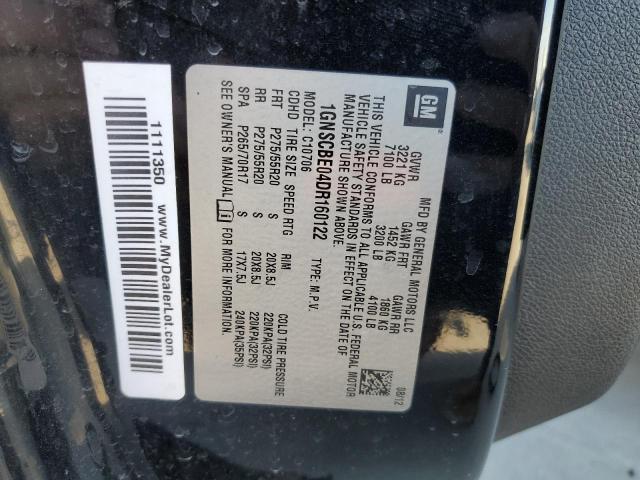 GM
MFD BY GENERAL MOTORS LLC
08/12
GVWR GAWR FRT GAWR RR
3221 KG 1452 KG 1860 KG
7100 LB 3200 LB 4100 LB
THIS VEHICLE CONFORMS TO ALL APPLICABLE U.S. FEDERAL MOTOR
VEHICLE SAFETY STANDARDS IN EFFECT ON THE DATE OF
MANUFACTURE SHOWN ABOVE.
1GNSCBE04DR160122 TYPE: M.P.V.
MODEL: C10706
CDHD TIRE SIZE SPEED RTG RIM COLD TIRE PRESSURE
FRT P275/55R20 S 20X8.5J 220KPA(32PSI)
RR P275/55R20 S 20X8.5J 220KPA(32PSI)
SPA P265/70R17 S 17X7.5J 240KPA(35PSI)
SEE OWNER'S MANUAL FOR MORE INFORMATION.
1111350 www.MyDealerLot.com